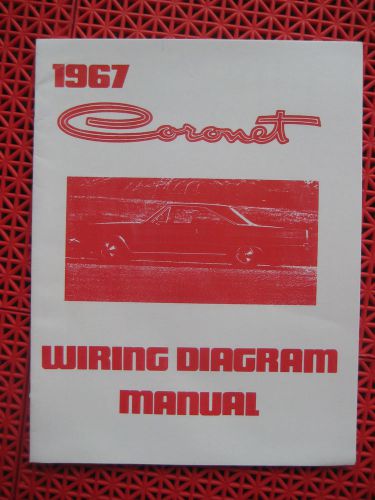 1967
Coronet
WIRING DIAGRAM
MANUAL